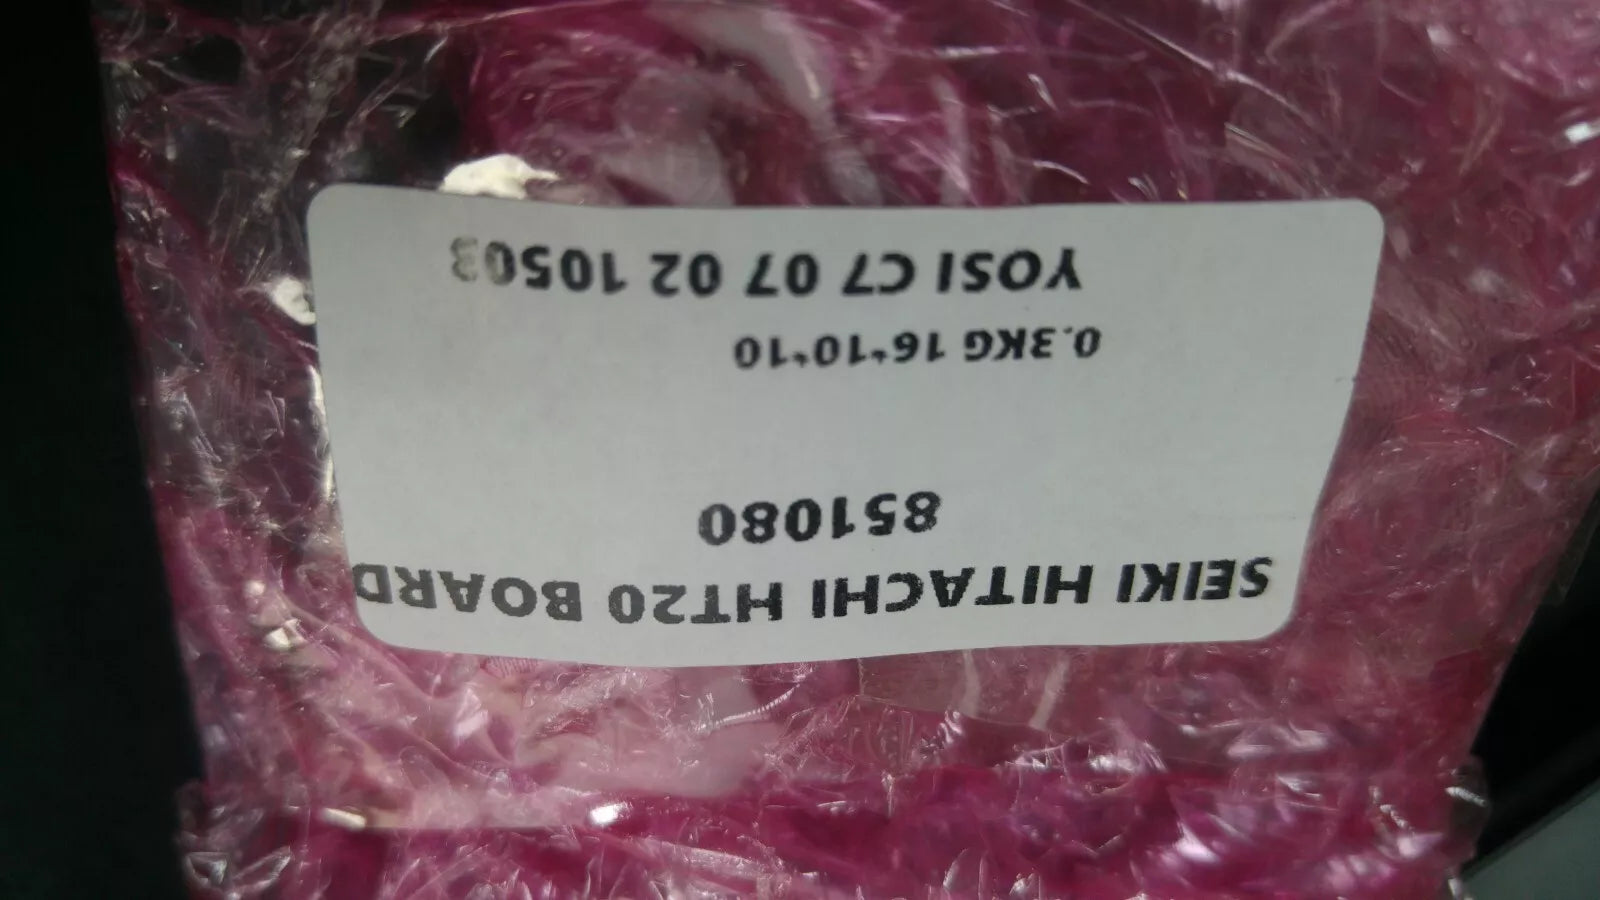 SEIKI HITACHI HT20 BOARD
851080
0.3KG 16*10*10
YOSI C7 07 02 10503